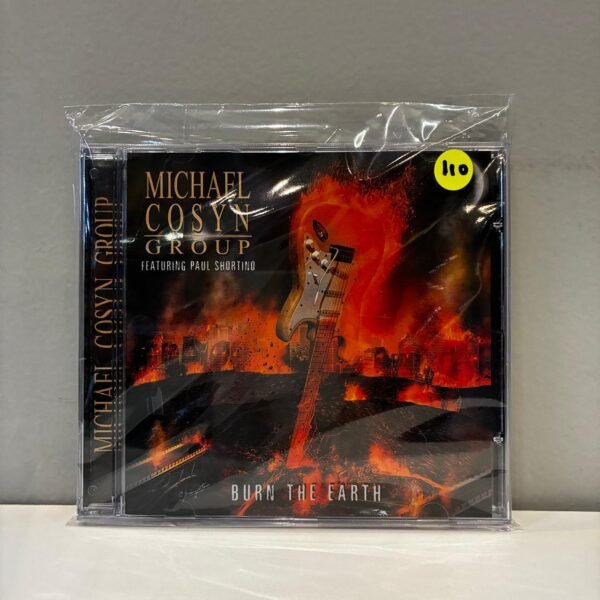 MICHAEL
COSYN
GROUP
FEATURING PAUL SHORTINO
110
MICHAEL COSYN GROUP
BURN THE EARTH